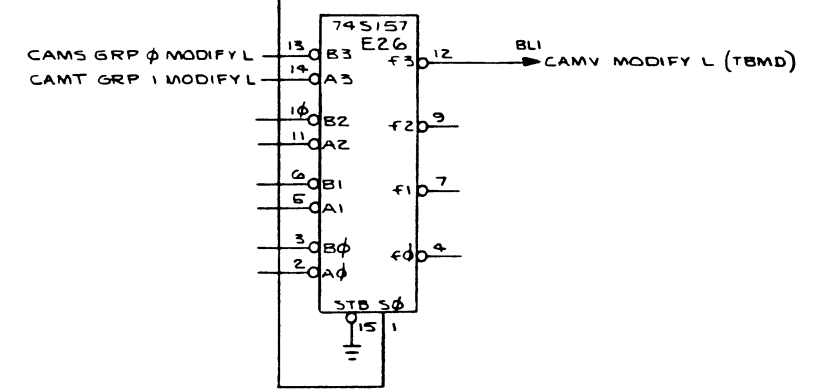 74S157
E26
CAMS GRP φ MODIFY L 13 B3 f3 12 BL1 CAMV MODIFY L (TBMD)
CAMT GRP 1 MODIFY L 14 A3
1φ B2 f2 9
11 A2
6 B1 f1 7
5 A1
3 Bφ fφ 4
2 Aφ
STB Sφ
15 1